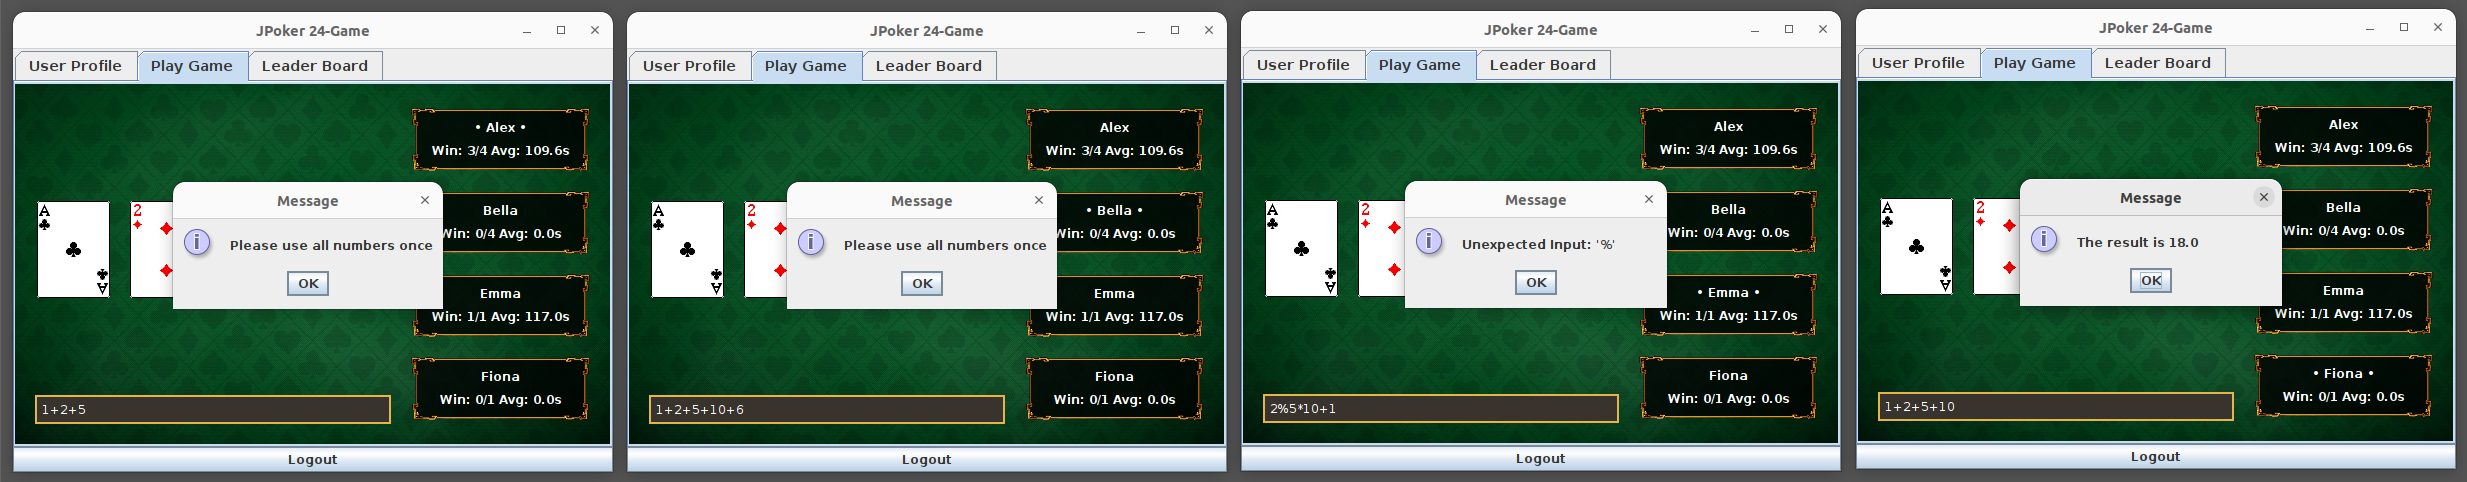 JPoker 24-Game
User Profile Play Game Leader Board
• Alex •
Win: 3/4 Avg: 109.6s
Bella
Win: 0/4 Avg: 0.0s
Emma
Win: 1/1 Avg: 117.0s
Fiona
Win: 0/1 Avg: 0.0s
A
A
2
Message
Please use all numbers once
OK
1+2+5
Logout
JPoker 24-Game
User Profile Play Game Leader Board
Alex
Win: 3/4 Avg: 109.6s
• Bella •
Win: 0/4 Avg: 0.0s
Emma
Win: 1/1 Avg: 117.0s
Fiona
Win: 0/1 Avg: 0.0s
A
A
2
Message
Please use all numbers once
OK
1+2+5+10+6
Logout
JPoker 24-Game
User Profile Play Game Leader Board
Alex
Win: 3/4 Avg: 109.6s
Bella
Win: 0/4 Avg: 0.0s
• Emma •
Win: 1/1 Avg: 117.0s
Fiona
Win: 0/1 Avg: 0.0s
A
A
2
Message
Unexpected Input: '%'
OK
2%5*10+1
Logout
JPoker 24-Game
User Profile Play Game Leader Board
Alex
Win: 3/4 Avg: 109.6s
Bella
Win: 0/4 Avg: 0.0s
Emma
Win: 1/1 Avg: 117.0s
• Fiona •
Win: 0/1 Avg: 0.0s
A
A
2
Message
The result is 18.0
OK
1+2+5+10
Logout